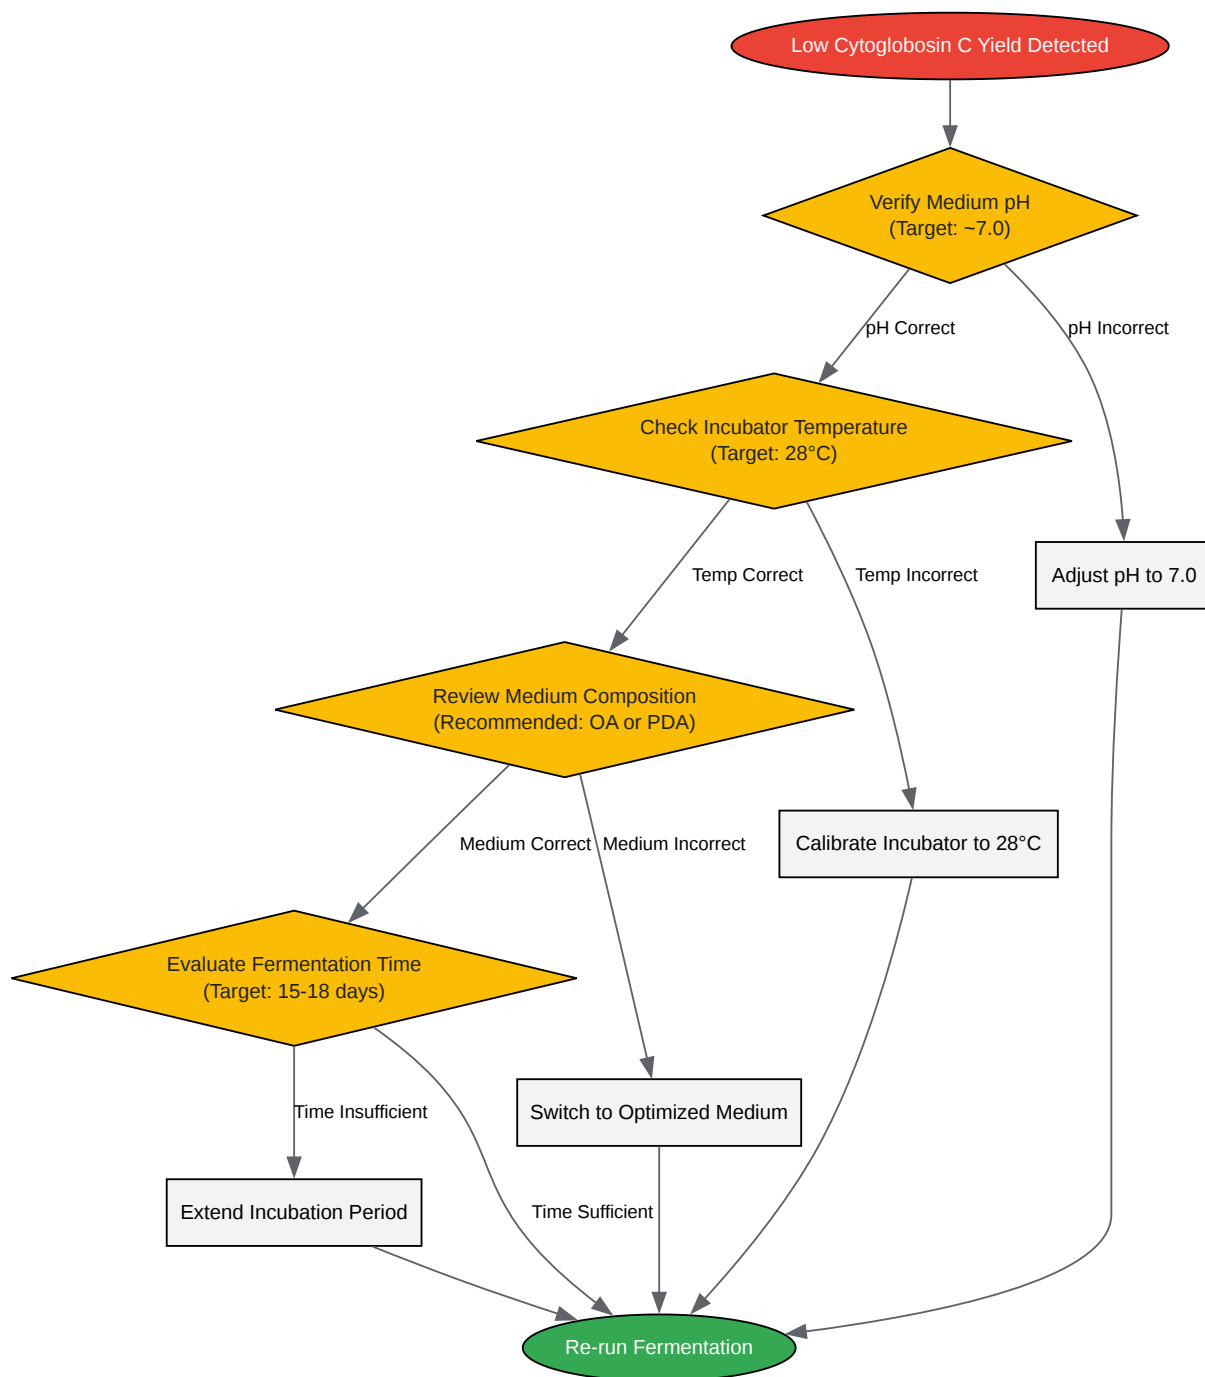 Low Cytoglobosin C Yield Detected
Verify Medium pH
(Target: ~7.0)
pH Correct
pH Incorrect
Check Incubator Temperature
(Target: 28°C)
Temp Correct
Temp Incorrect
Adjust pH to 7.0
Review Medium Composition
(Recommended: OA or PDA)
Medium Correct
Medium Incorrect
Calibrate Incubator to 28°C
Evaluate Fermentation Time
(Target: 15-18 days)
Time Insufficient
Switch to Optimized Medium
Extend Incubation Period
Time Sufficient
Re-run Fermentation